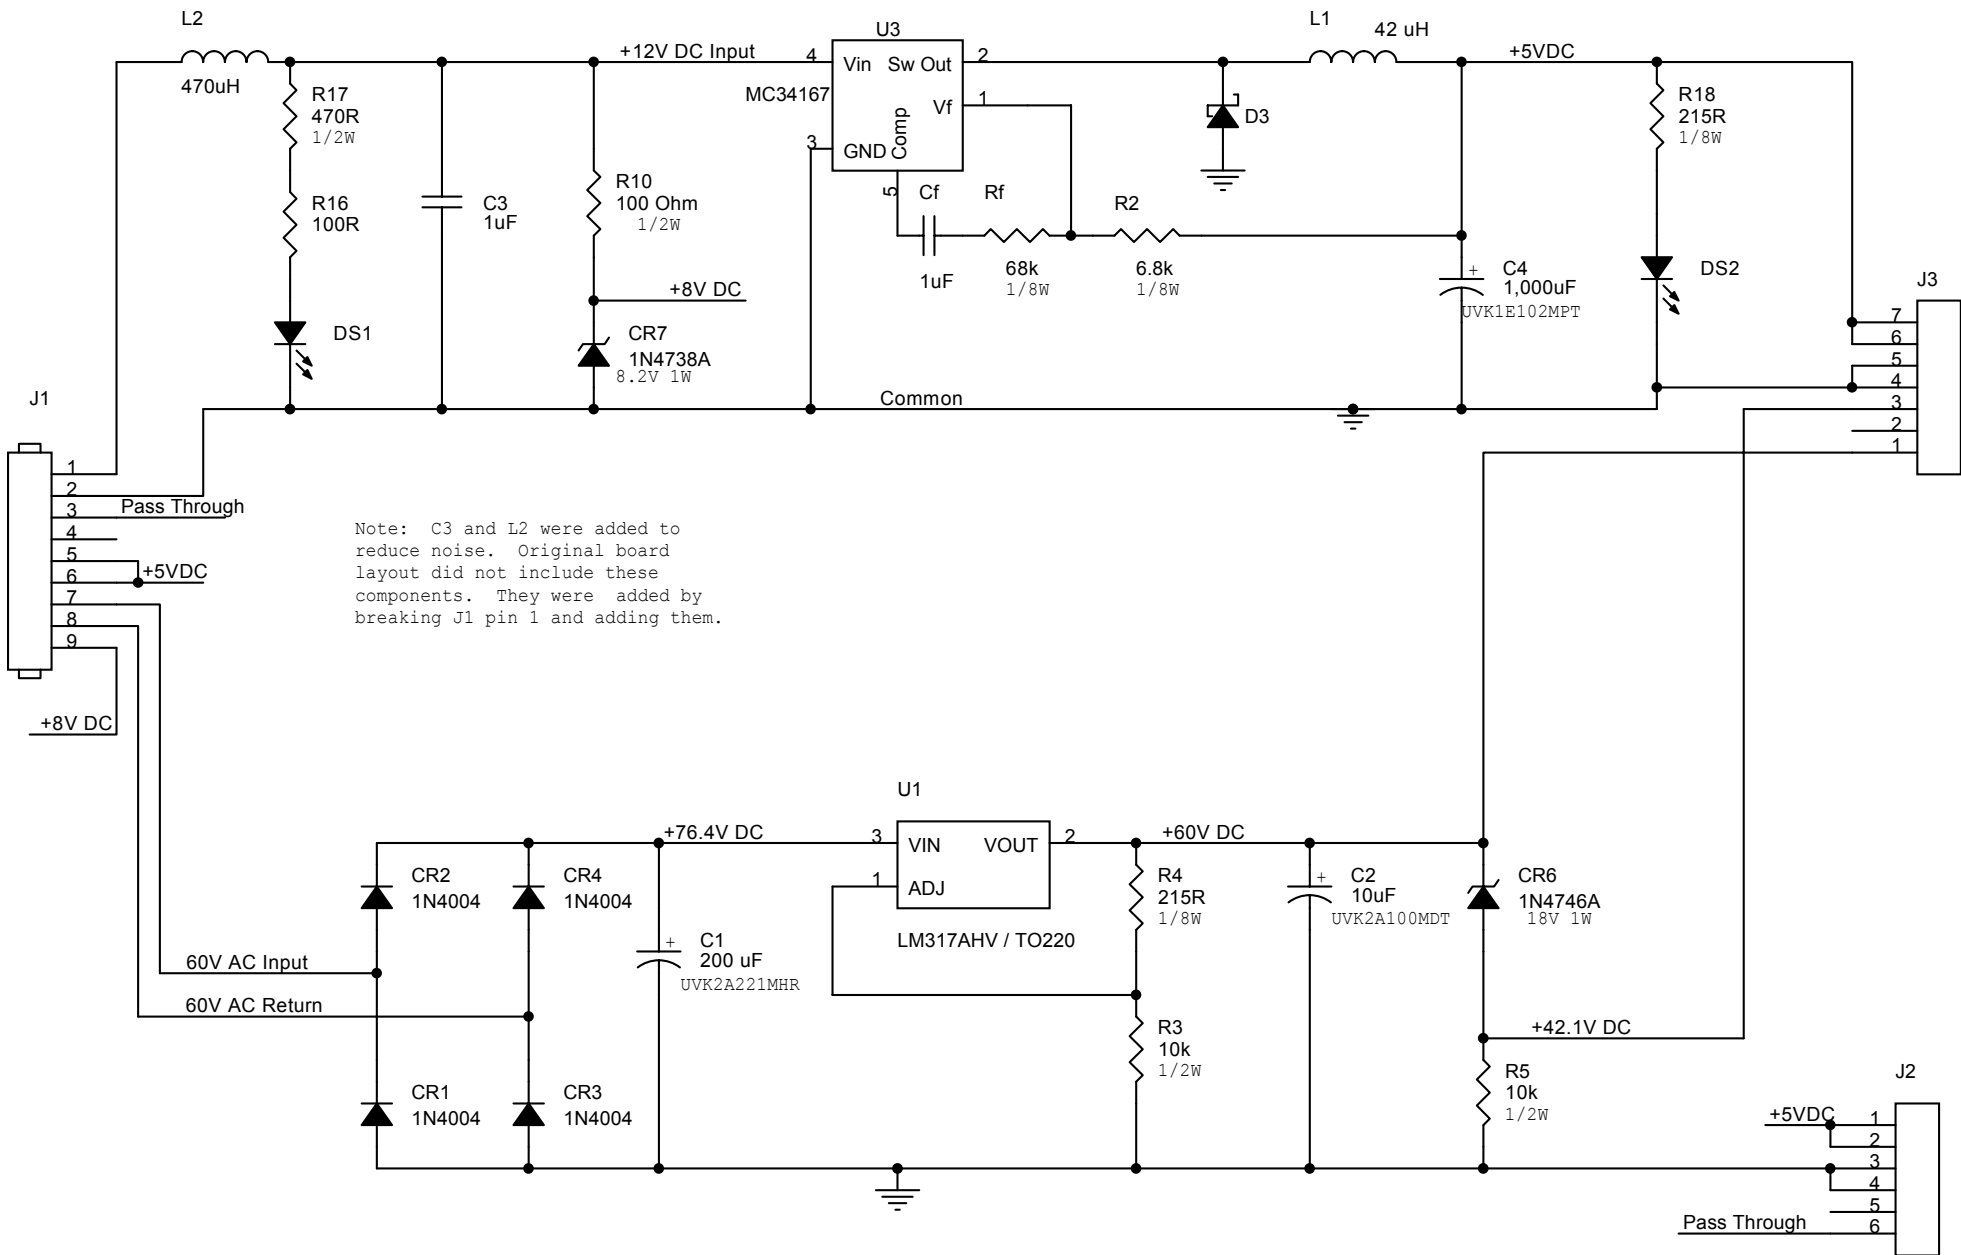 L2
470uH
R17
470R
1/2W
R16
100R
DS1
C3
1uF
+12V DC Input
R10
100 Ohm
1/2W
+8V DC
CR7
1N4738A
8.2V 1W
U3
MC34167
4
Vin
Sw Out
2
Vf
1
3
GND
Comp
5
Cf
1uF
Rf
68k
1/8W
R2
6.8k
1/8W
D3
L1
42 uH
+5VDC
C4
1,000uF
UVK1E102MPT
R18
215R
1/8W
DS2
J3
7
6
5
4
3
2
1
Common
J1
1
2
3
Pass Through
4
5
6
+5VDC
7
8
9
+8V DC
Note: C3 and L2 were added to
reduce noise. Original board
layout did not include these
components. They were added by
breaking J1 pin 1 and adding them.
60V AC Input
60V AC Return
CR2
1N4004
CR4
1N4004
CR1
1N4004
CR3
1N4004
+76.4V DC
C1
200 uF
UVK2A221MHR
U1
3
VIN
VOUT
2
1
ADJ
LM317AHV / TO220
+60V DC
R4
215R
1/8W
R3
10k
1/2W
C2
10uF
UVK2A100MDT
CR6
1N4746A
18V 1W
+42.1V DC
R5
10k
1/2W
J2
+5VDC
1
2
3
4
5
6
Pass Through